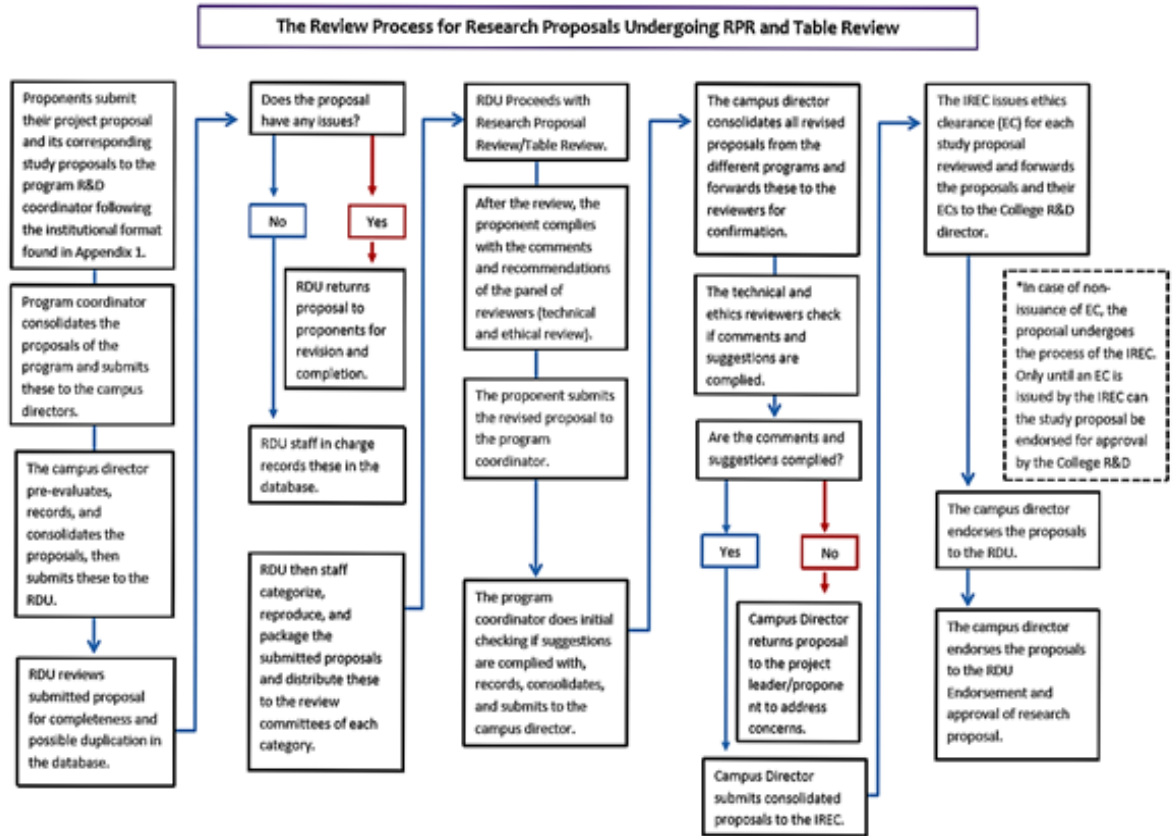 The Review Process for Research Proposals Undergoing RPR and Table Review
Proponents submit
their project proposal
and its corresponding
study proposals to the
program R&D
coordinator following
the institutional format
found in Appendix 1.
Program coordinator
consolidates the
proposals of the
program and submits
these to the campus
directors.
The campus director
pre-evaluates,
records, and
consolidates the
proposals, then
submits these to the
RDU.
RDU reviews
submitted proposal
for completeness and
possible duplication in
the database.
Does the proposal
have any issues?
No
Yes
RDU returns
proposal to
proponents for
revision and
completion.
RDU staff in charge
records these in the
database.
RDU then staff
categorize,
reproduce, and
package the
submitted proposals
and distribute these
to the review
committees of each
category.
RDU Proceeds with
Research Proposal
Review/Table Review.
After the review, the
proponent complies
with the comments
and recommendations
of the panel of
reviewers (technical
and ethical review).
The proponent submits
the revised proposal to
the program
coordinator.
The program
coordinator does initial
checking if suggestions
are complied with,
records, consolidates,
and submits to the
campus director.
The campus director
consolidates all revised
proposals from the
different programs and
forwards these to the
reviewers for
confirmation.
The technical and
ethics reviewers check
if comments and
suggestions are
complied.
Are the comments and
suggestions complied?
Yes
No
Campus Director
returns proposal
to the project
leader/propone
nt to address
concerns.
Campus Director
submits consolidated
proposals to the IREC.
The IREC issues ethics
clearance (EC) for each
study proposal
reviewed and forwards
the proposals and their
ECs to the College R&D
director.
*In case of non-
issuance of EC, the
proposal undergoes
the process of the IREC.
Only until an EC is
issued by the IREC can
the study proposal be
endorsed for approval
by the College R&D
The campus director
endorses the proposals
to the RDU.
The campus director
endorses the proposals
to the RDU
Endorsement and
approval of research
proposal.